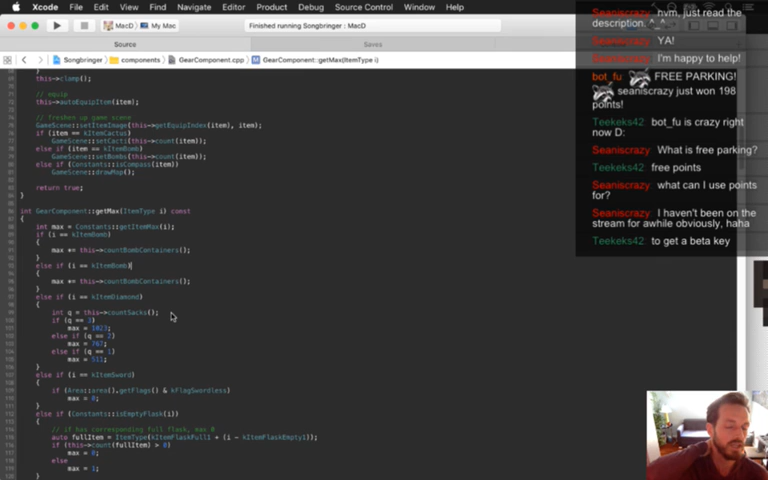 Xcode File Edit View Find Navigate Editor Product Debug Source Control Window Help
MacD My Mac
Finished running Songbringer : MacD
Source
Saves
Songbringer components GearComponent.cpp GearComponent::getMax(ItemType i) const
this->clamp();
// equip
this->autoEquipItem(item);
// freshen up game scene
GameScene::setItemImage(this->getEquipIndex(item), item);
if (item == kItemCactus)
GameScene::setCacti(this->count(item));
else if (item == kItemBomb)
GameScene::setBombs(this->count(item));
else if (Constants::isCompass(item))
GameScene::drawMap();
return true;
}
int GearComponent::getMax(ItemType i) const
{
int max = Constants::getItemMax(i);
if (i == kItemBomb)
{
max += this->countBombContainers();
}
else if (i == kItemBomb)
{
max += this->countBombContainers();
}
else if (i == kItemDiamond)
{
int q = this->countSacks();
if (q == 3)
max = 1023;
else if (q == 2)
max = 767;
else if (q == 1)
max = 511;
}
else if (i == kItemSword)
{
if (Area::area().getFlags() & kFlagSwordless)
max = 0;
}
else if (Constants::isEmptyFlask(i))
{
// if has corresponding full flask, max 0
auto fullItem = ItemType(kItemFlaskFull1 + (i - kItemFlaskEmpty1));
if (this->count(fullItem) > 0)
max = 0;
else
max = 1;
}
nvm, just read the
description. ^_^
Seaniscrazy: YA!
Seaniscrazy: I'm happy to help!
bot_fu: FREE PARKING!
seaniscrazy just won 198
points!
Teekeks42: bot_fu is crazy right
now D:
Seaniscrazy: What is free parking?
Teekeks42: free points
Seaniscrazy: what can I use points
for?
Seaniscrazy: I haven't been on the
stream for awhile obviously, haha
Teekeks42: to get a beta key